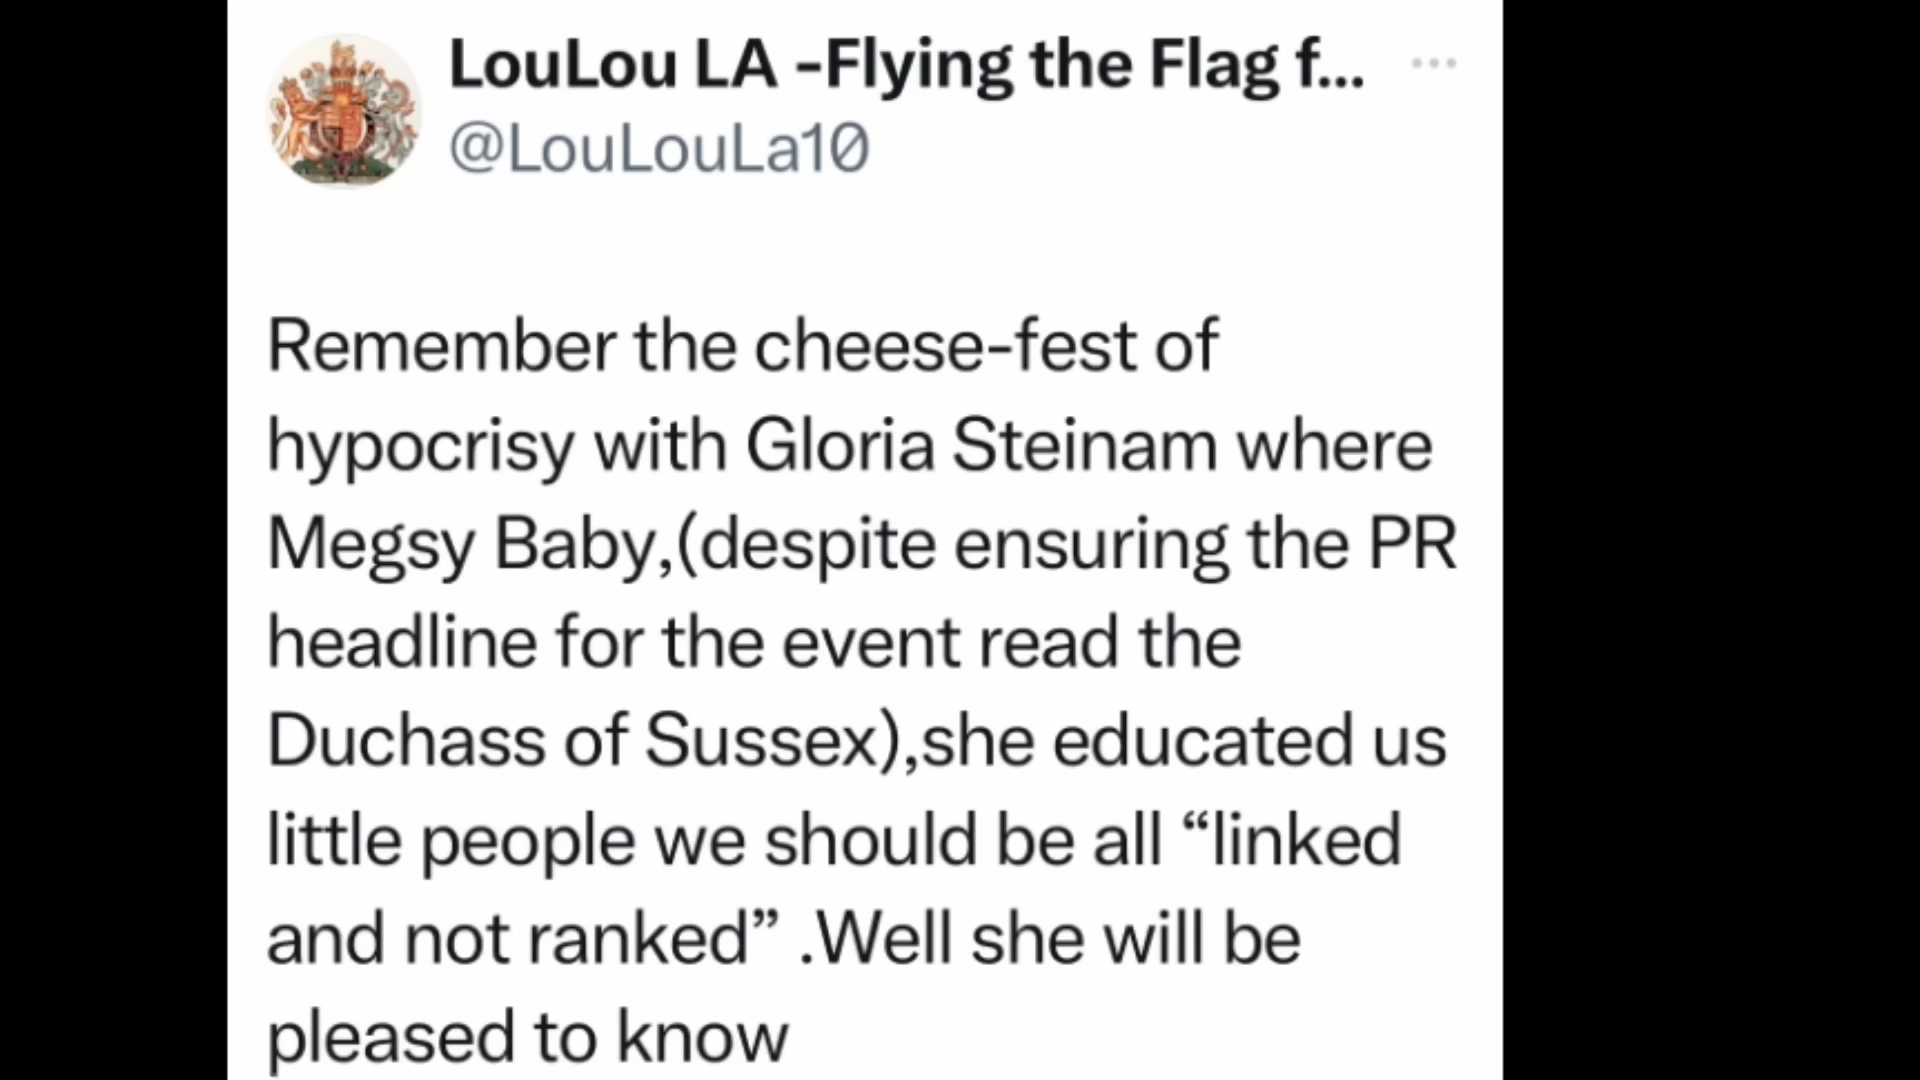 LouLou LA -Flying the Flag f...
@LouLouLa10
Remember the cheese-fest of
hypocrisy with Gloria Steinam where
Megsy Baby,(despite ensuring the PR
headline for the event read the
Duchass of Sussex),she educated us
little people we should be all “linked
and not ranked” .Well she will be
pleased to know